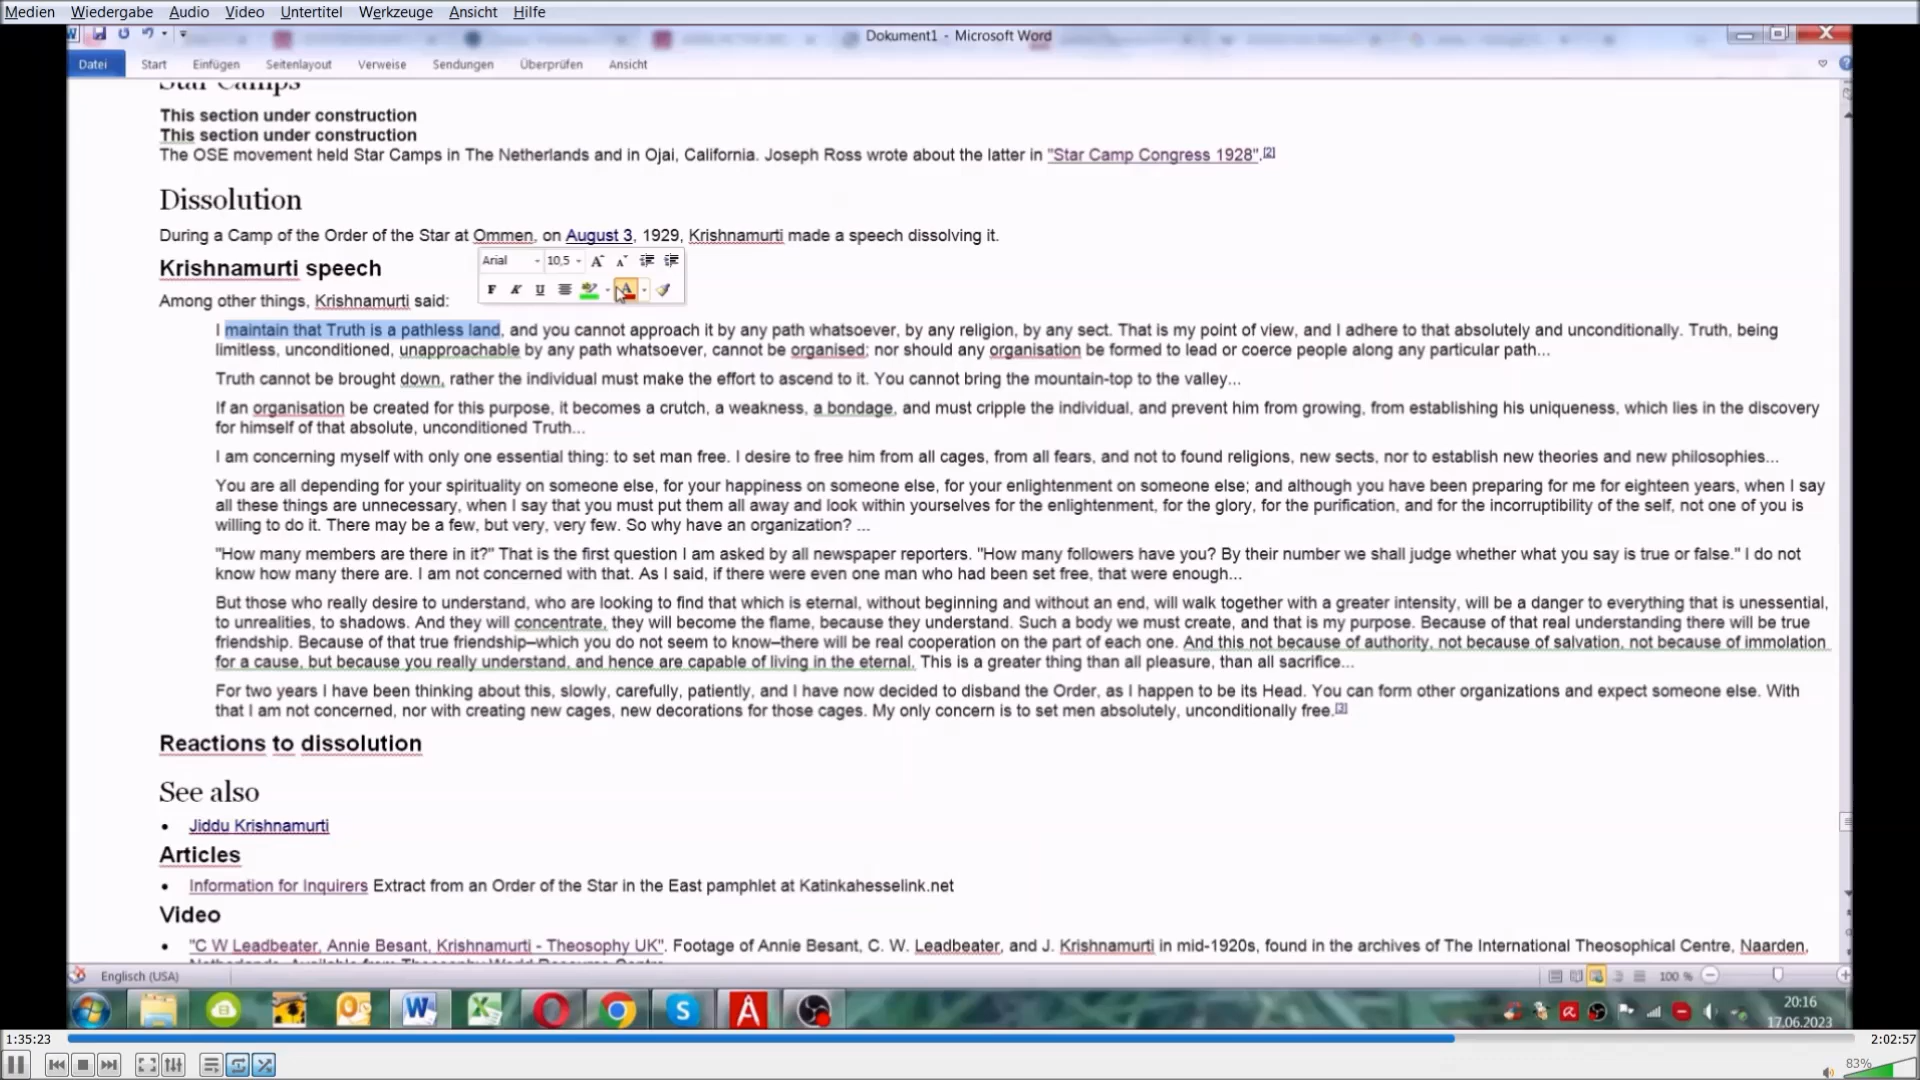 Medien Wiedergabe Audio Video Untertitel Werkzeuge Ansicht Hilfe
Dokument1 - Microsoft Word
Datei Start Einfügen Seitenlayout Verweise Sendungen Überprüfen Ansicht
Star Camps
This section under construction
This section under construction
The OSE movement held Star Camps in The Netherlands and in Ojai, California. Joseph Ross wrote about the latter in "Star Camp Congress 1928".[2]
Dissolution
During a Camp of the Order of the Star at Ommen, on August 3, 1929, Krishnamurti made a speech dissolving it.
Arial 10,5
Krishnamurti speech
F K U
Among other things, Krishnamurti said:
I maintain that Truth is a pathless land, and you cannot approach it by any path whatsoever, by any religion, by any sect. That is my point of view, and I adhere to that absolutely and unconditionally. Truth, being
limitless, unconditioned, unapproachable by any path whatsoever, cannot be organised; nor should any organisation be formed to lead or coerce people along any particular path...
Truth cannot be brought down, rather the individual must make the effort to ascend to it. You cannot bring the mountain-top to the valley...
If an organisation be created for this purpose, it becomes a crutch, a weakness, a bondage, and must cripple the individual, and prevent him from growing, from establishing his uniqueness, which lies in the discovery
for himself of that absolute, unconditioned Truth...
I am concerning myself with only one essential thing: to set man free. I desire to free him from all cages, from all fears, and not to found religions, new sects, nor to establish new theories and new philosophies...
You are all depending for your spirituality on someone else, for your happiness on someone else, for your enlightenment on someone else; and although you have been preparing for me for eighteen years, when I say
all these things are unnecessary, when I say that you must put them all away and look within yourselves for the enlightenment, for the glory, for the purification, and for the incorruptibility of the self, not one of you is
willing to do it. There may be a few, but very, very few. So why have an organization? ...
"How many members are there in it?" That is the first question I am asked by all newspaper reporters. "How many followers have you? By their number we shall judge whether what you say is true or false." I do not
know how many there are. I am not concerned with that. As I said, if there were even one man who had been set free, that were enough...
But those who really desire to understand, who are looking to find that which is eternal, without beginning and without an end, will walk together with a greater intensity, will be a danger to everything that is unessential,
to unrealities, to shadows. And they will concentrate, they will become the flame, because they understand. Such a body we must create, and that is my purpose. Because of that real understanding there will be true
friendship. Because of that true friendship–which you do not seem to know–there will be real cooperation on the part of each one. And this not because of authority, not because of salvation, not because of immolation
for a cause, but because you really understand, and hence are capable of living in the eternal. This is a greater thing than all pleasure, than all sacrifice...
For two years I have been thinking about this, slowly, carefully, patiently, and I have now decided to disband the Order, as I happen to be its Head. You can form other organizations and expect someone else. With
that I am not concerned, nor with creating new cages, new decorations for those cages. My only concern is to set men absolutely, unconditionally free.[3]
Reactions to dissolution
See also
Jiddu Krishnamurti
Articles
Information for Inquirers Extract from an Order of the Star in the East pamphlet at Katinkahesselink.net
Video
"C W Leadbeater, Annie Besant, Krishnamurti - Theosophy UK". Footage of Annie Besant, C. W. Leadbeater, and J. Krishnamurti in mid-1920s, found in the archives of The International Theosophical Centre, Naarden,
Englisch (USA) 100 %
20:16
17.06.2023
1:35:23 2:02:57
83%